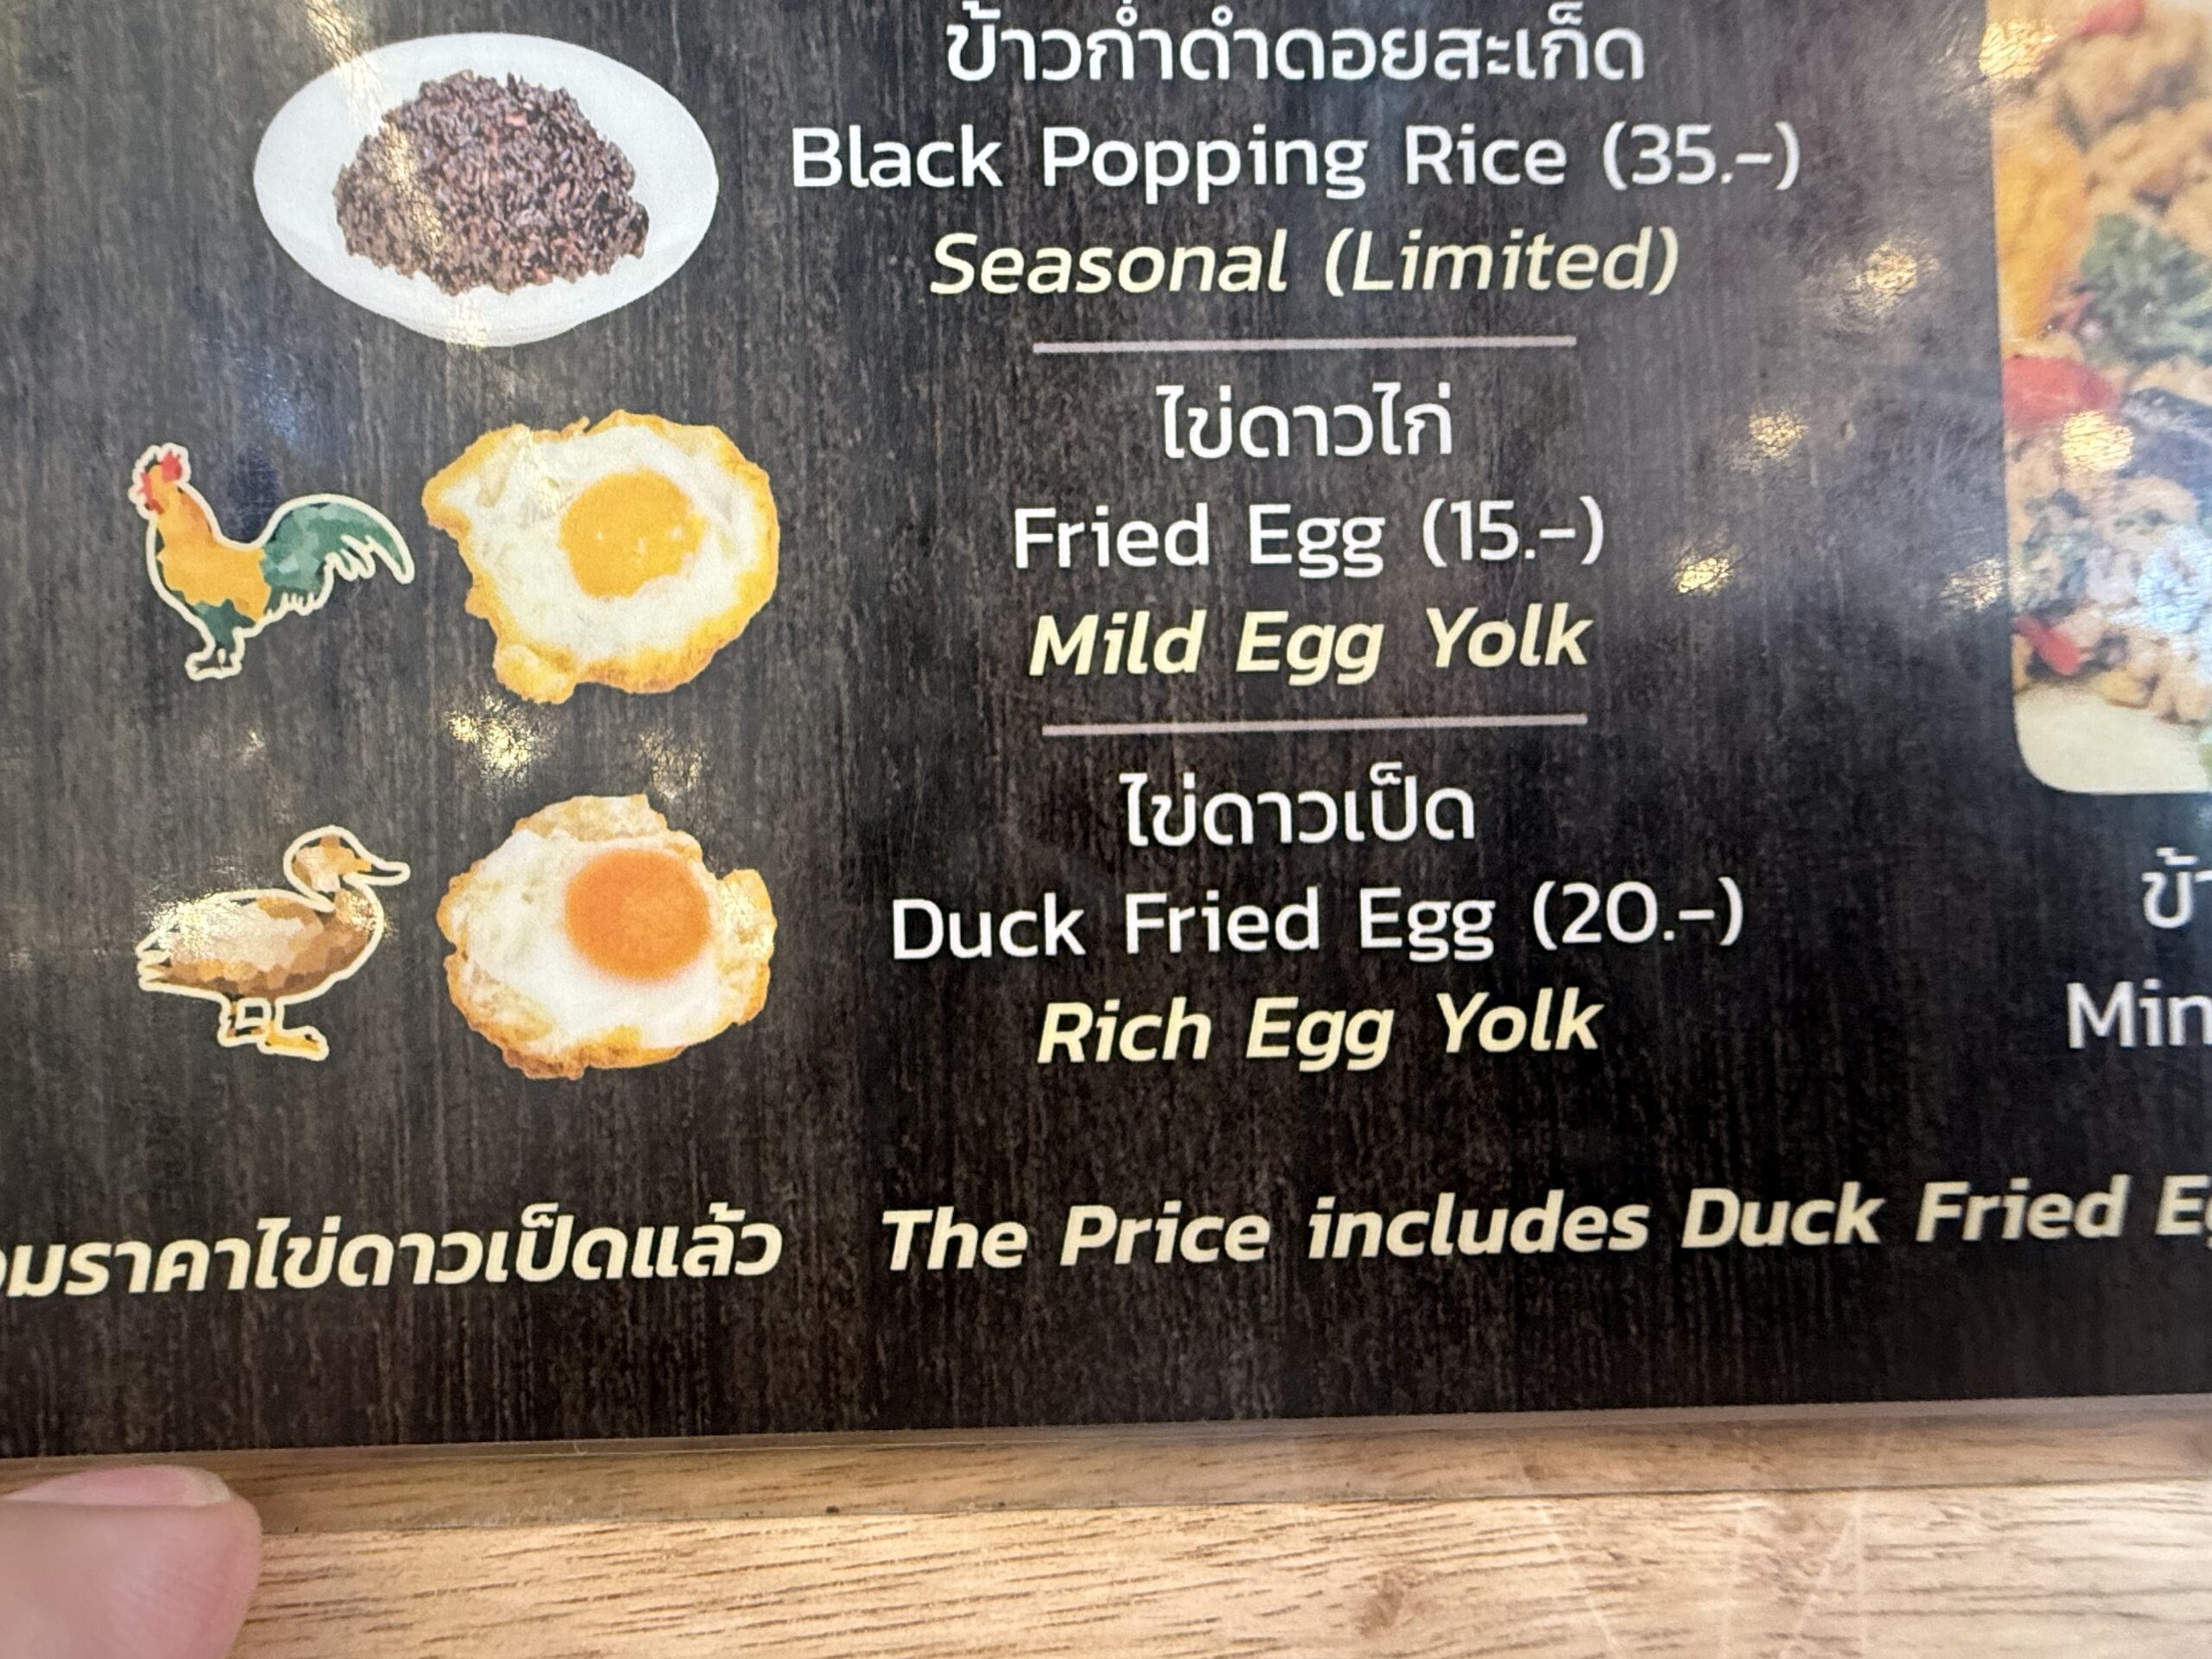 ข้าวก่ำดำดอยสะเก็ด
Black Popping Rice (35.-)
Seasonal (Limited)
ไข่ดาวไก่
Fried Egg (15.-)
Mild Egg Yolk
ไข่ดาวเป็ด
Duck Fried Egg (20.-)
Rich Egg Yolk
มราคาไข่ดาวเป็ดแล้ว The Price includes Duck Fried
ข้า
Min